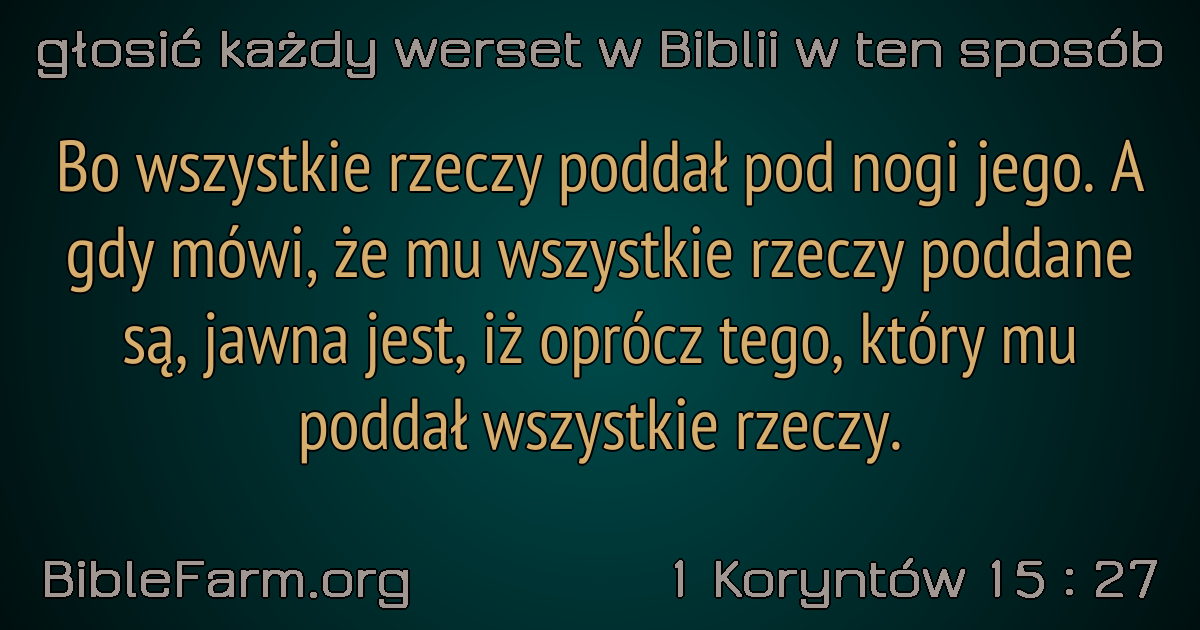 głosić każdy werset w Biblii w ten sposób
Bo wszystkie rzeczy poddał pod nogi jego. A
gdy mówi, że mu wszystkie rzeczy poddane
są, jawna jest, iż oprócz tego, który mu
poddał wszystkie rzeczy.
BibleFarm.org
1 Koryntów 15 : 27